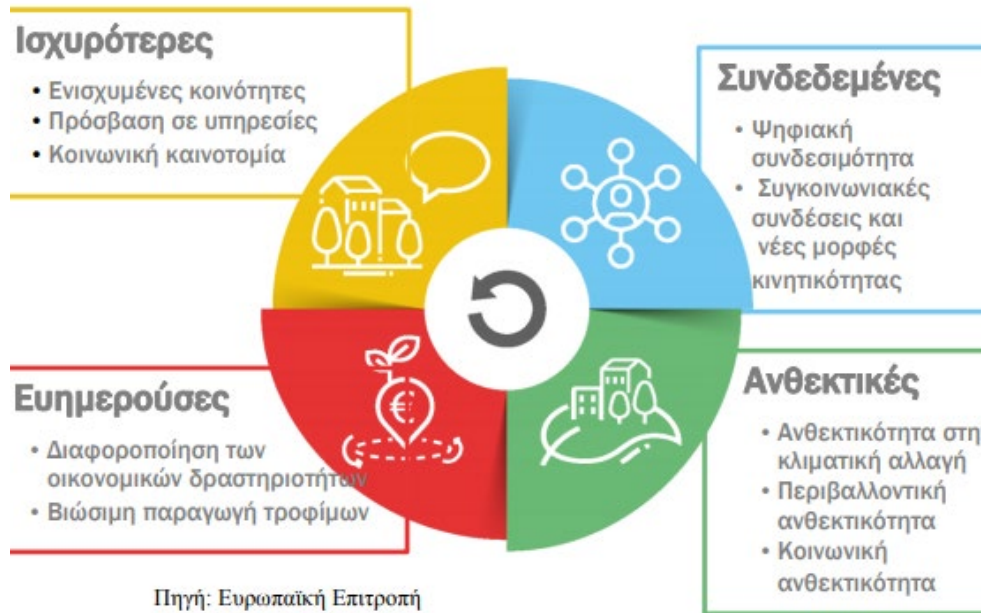 Ισχυρότερες
• Ενισχυμένες κοινότητες
• Πρόσβαση σε υπηρεσίες
• Κοινωνική καινοτομία
Συνδεδεμένες
• Ψηφιακή
συνδεσιμότητα
• Συγκοινωνιακές
συνδέσεις και
νέες μορφές
κινητικότητας
Ευημερούσες
• Διαφοροποίηση των
οικονομικών δραστηριοτήτων
• Βιώσιμη παραγωγή τροφίμων
Ανθεκτικές
• Ανθεκτικότητα στη
κλιματική αλλαγή
• Περιβαλλοντική
ανθεκτικότητα
• Κοινωνική
ανθεκτικότητα
€
Πηγή: Ευρωπαϊκή Επιτροπή